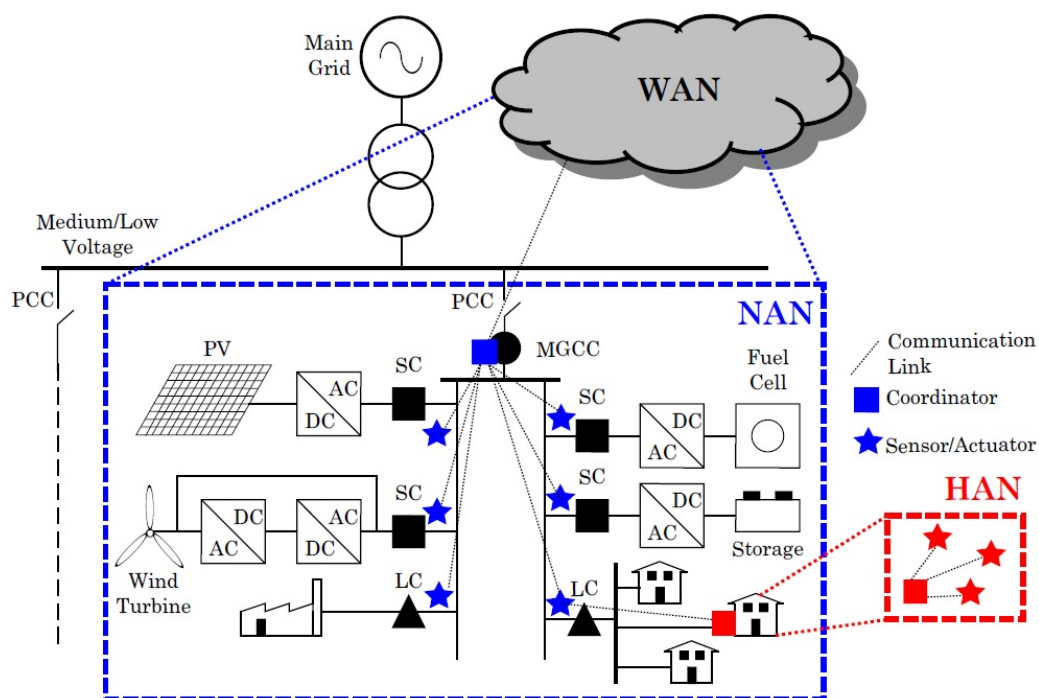 Main
Grid
WAN
Medium/Low
Voltage
PCC
PCC
NAN
MGCC
PV
SC
AC
DC
SC
DC
AC
Fuel
Cell
Communication
Link
Coordinator
Sensor/Actuator
SC
DC
AC
AC
DC
SC
DC
AC
Storage
HAN
Wind
Turbine
LC
LC